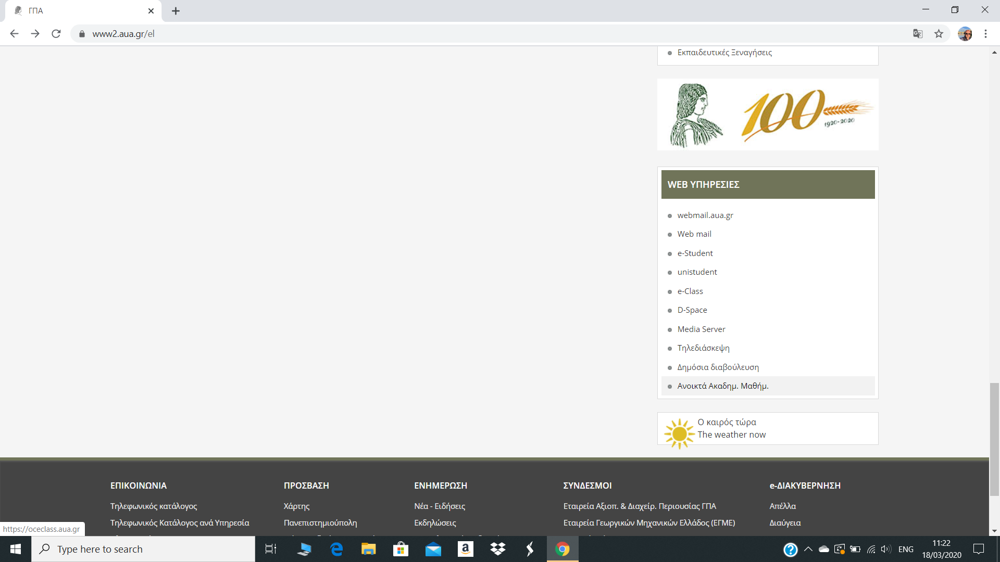 ΓΠΑ
www2.aua.gr/el
Εκπαιδευτικές Ξεναγήσεις
100
1920-2020
WEB ΥΠΗΡΕΣΙΕΣ
webmail.aua.gr
Web mail
e-Student
unistudent
e-Class
D-Space
Media Server
Τηλεδιάσκεψη
Δημόσια διαβούλευση
Ανοικτά Ακαδημ. Μαθήμ.
Ο καιρός τώρα
The weather now
ΕΠΙΚΟΙΝΩΝΙΑ
Τηλεφωνικός κατάλογος
Τηλεφωνικός Κατάλογος ανά Υπηρεσία
ΠΡΟΣΒΑΣΗ
Χάρτης
Πανεπιστημιούπολη
ΕΝΗΜΕΡΩΣΗ
Νέα - Ειδήσεις
Εκδηλώσεις
ΣΥΝΔΕΣΜΟΙ
Εταιρεία Αξιοπ. & Διαχείρ. Περιουσίας ΓΠΑ
Εταιρεία Γεωργικών Μηχανικών Ελλάδος (ΕΓΜΕ)
e-ΔΙΑΚΥΒΕΡΝΗΣΗ
Απέλλα
Διαύγεια
https://oceclass.aua.gr
Type here to search
ENG
11:22
18/03/2020